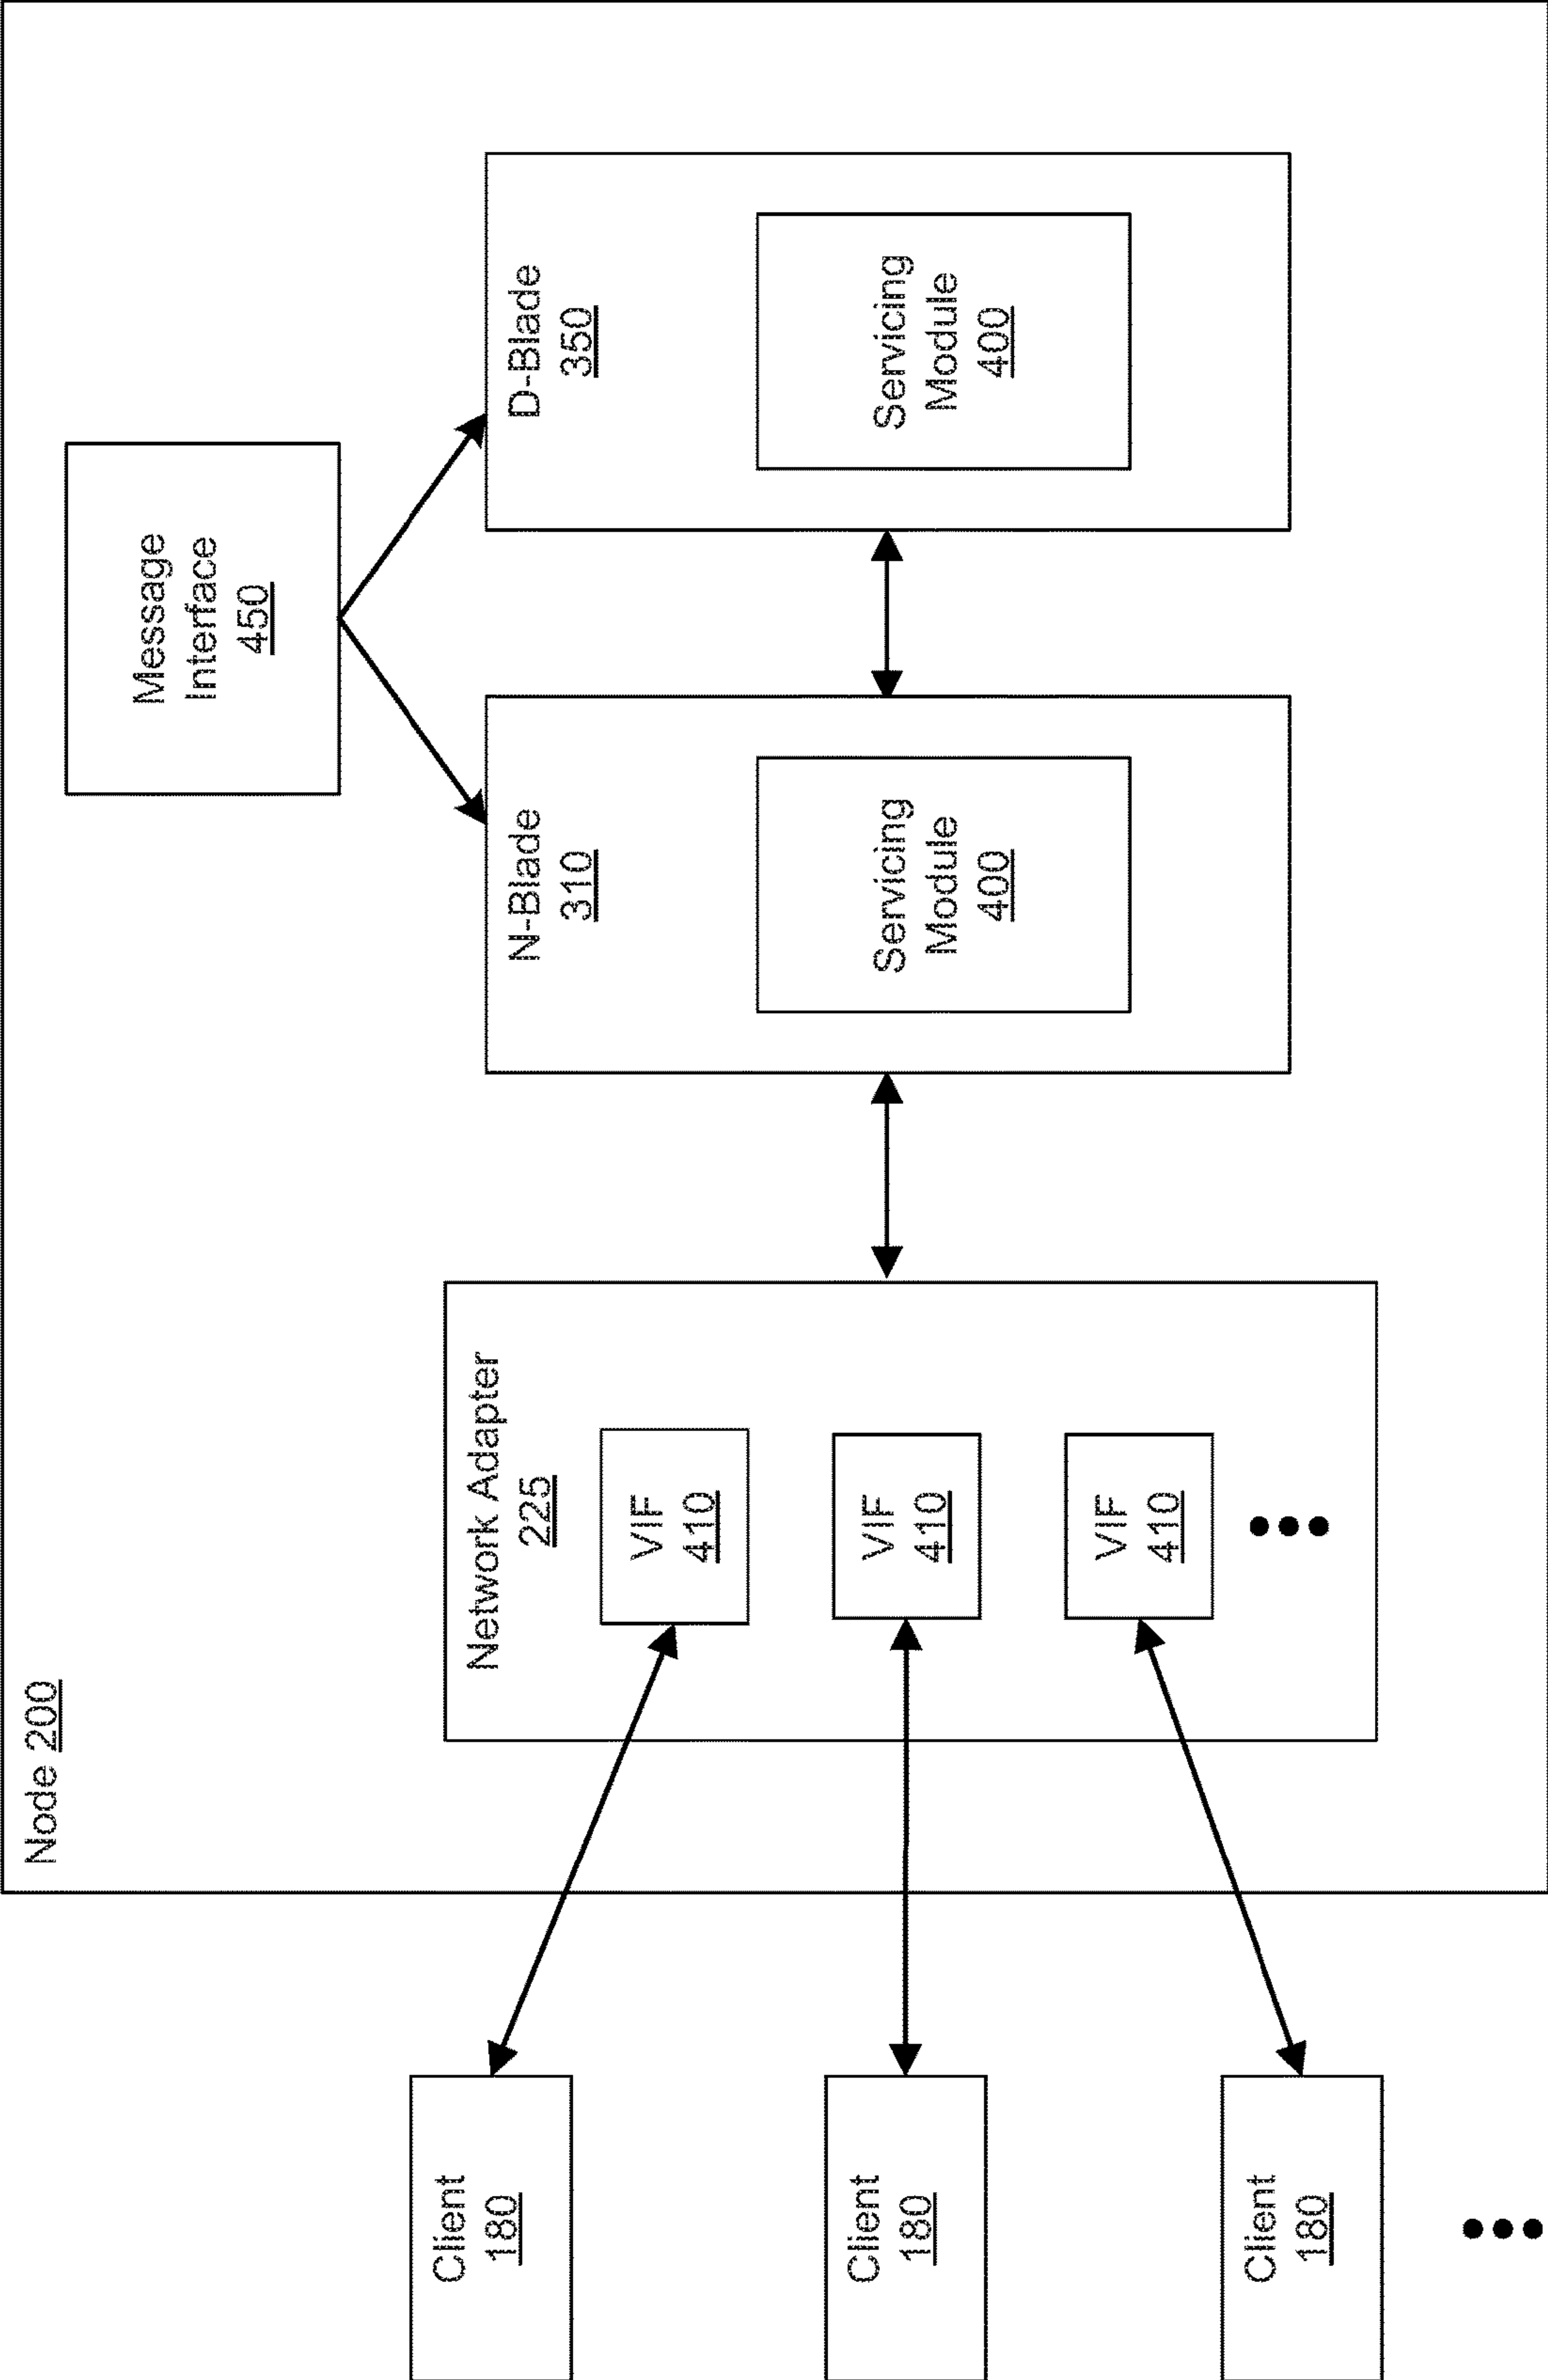 Node 200
Message
Interface
450
Client
180
Client
180
Client
180
Network Adapter
225
VIF
410
VIF
410
VIF
410
N-Blade
310
Servicing
Module
400
D-Blade
350
Servicing
Module
400